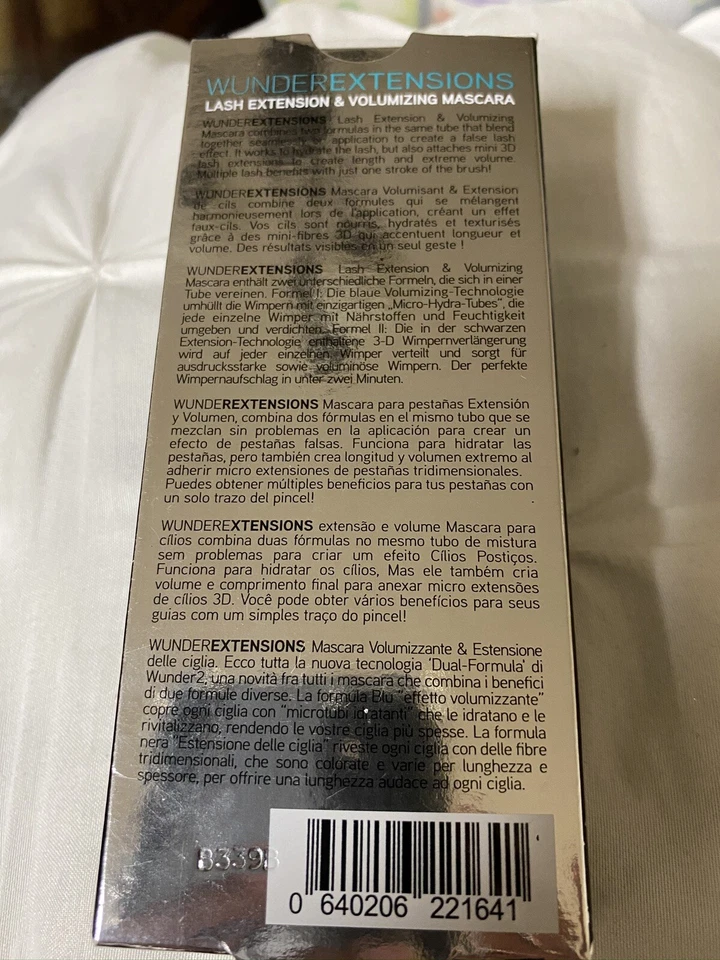 WUNDEREXTENSIONS
LASH EXTENSION & VOLUMIZING MASCARA
WUNDEREXTENSIONS Lash Extension & Volumizing
Mascara combines two formulas in the same tube that blend
together seamlessly on application to create a false lash
effect. It works to hydrate the lash, but also attaches mini 3D
lash extensions to create length and extreme volume.
Multiple lash benefits with just one stroke of the brush!
WUNDEREXTENSIONS Mascara Volumisant & Extension
de cils combine deux formules qui se mélangent
harmonieusement lors de l'application, créant un effet
faux-cils. Vos cils sont nourris, hydratés et texturisés
grâce à des mini-fibres 3D qui accentuent longueur et
volume. Des résultats visibles en un seul geste !
WUNDEREXTENSIONS Lash Extension & Volumizing
Mascara enthält zwei unterschiedliche Formeln, die sich in einer
Tube vereinen. Formel I: Die blaue Volumizing-Technologie
umhüllt die Wimpern mit einzigartigen „Micro-Hydra-Tubes", die
jede einzelne Wimper mit Nährstoffen und Feuchtigkeit
umgeben und verdichten. Formel II: Die in der schwarzen
Extension-Technologie enthaltene 3-D Wimpernverlängerung
wird auf jeder einzelnen Wimper verteilt und sorgt für
ausdrucksstarke sowie voluminöse Wimpern. Der perfekte
Wimpernaufschlag in unter zwei Minuten.
WUNDEREXTENSIONS Mascara para pestañas Extensión
y Volumen, combina dos fórmulas en el mismo tubo que se
mezclan sin problemas en la aplicación para crear un
efecto de pestañas falsas. Funciona para hidratar las
pestañas, pero también crea longitud y volumen extremo al
adherir micro extensiones de pestañas tridimensionales.
Puedes obtener múltiples beneficios para tus pestañas con
un solo trazo del pincel!
WUNDEREXTENSIONS extensão e volume Mascara para
cílios combina duas fórmulas no mesmo tubo de mistura
sem problemas para criar um efeito Cílios Postiços.
Funciona para hidratar os cílios, Mas ele também cria
volume e comprimento final para anexar micro extensões
de cílios 3D. Você pode obter vários benefícios para seus
guias com um simples traço do pincel!
WUNDEREXTENSIONS Mascara Volumizzante & Estensione
delle ciglia. Ecco tutta la nuova tecnologia 'Dual-Formula' di
Wunder2, una novità fra tutti i mascara che combina i benefici
di due formule diverse. La formula Blu "effetto volumizzante"
copre ogni ciglia con "microtubi idratanti" che le idratano e le
rivitalizzano, rendendo le vostre ciglia più spesse. La formula
nera 'Estensione delle ciglia" riveste ogni ciglia con delle fibre
tridimensionali, che sono colorate e varie per lunghezza e
spessore, per offrire una lunghezza audace ad ogni ciglia.
83398
0 640206 221641